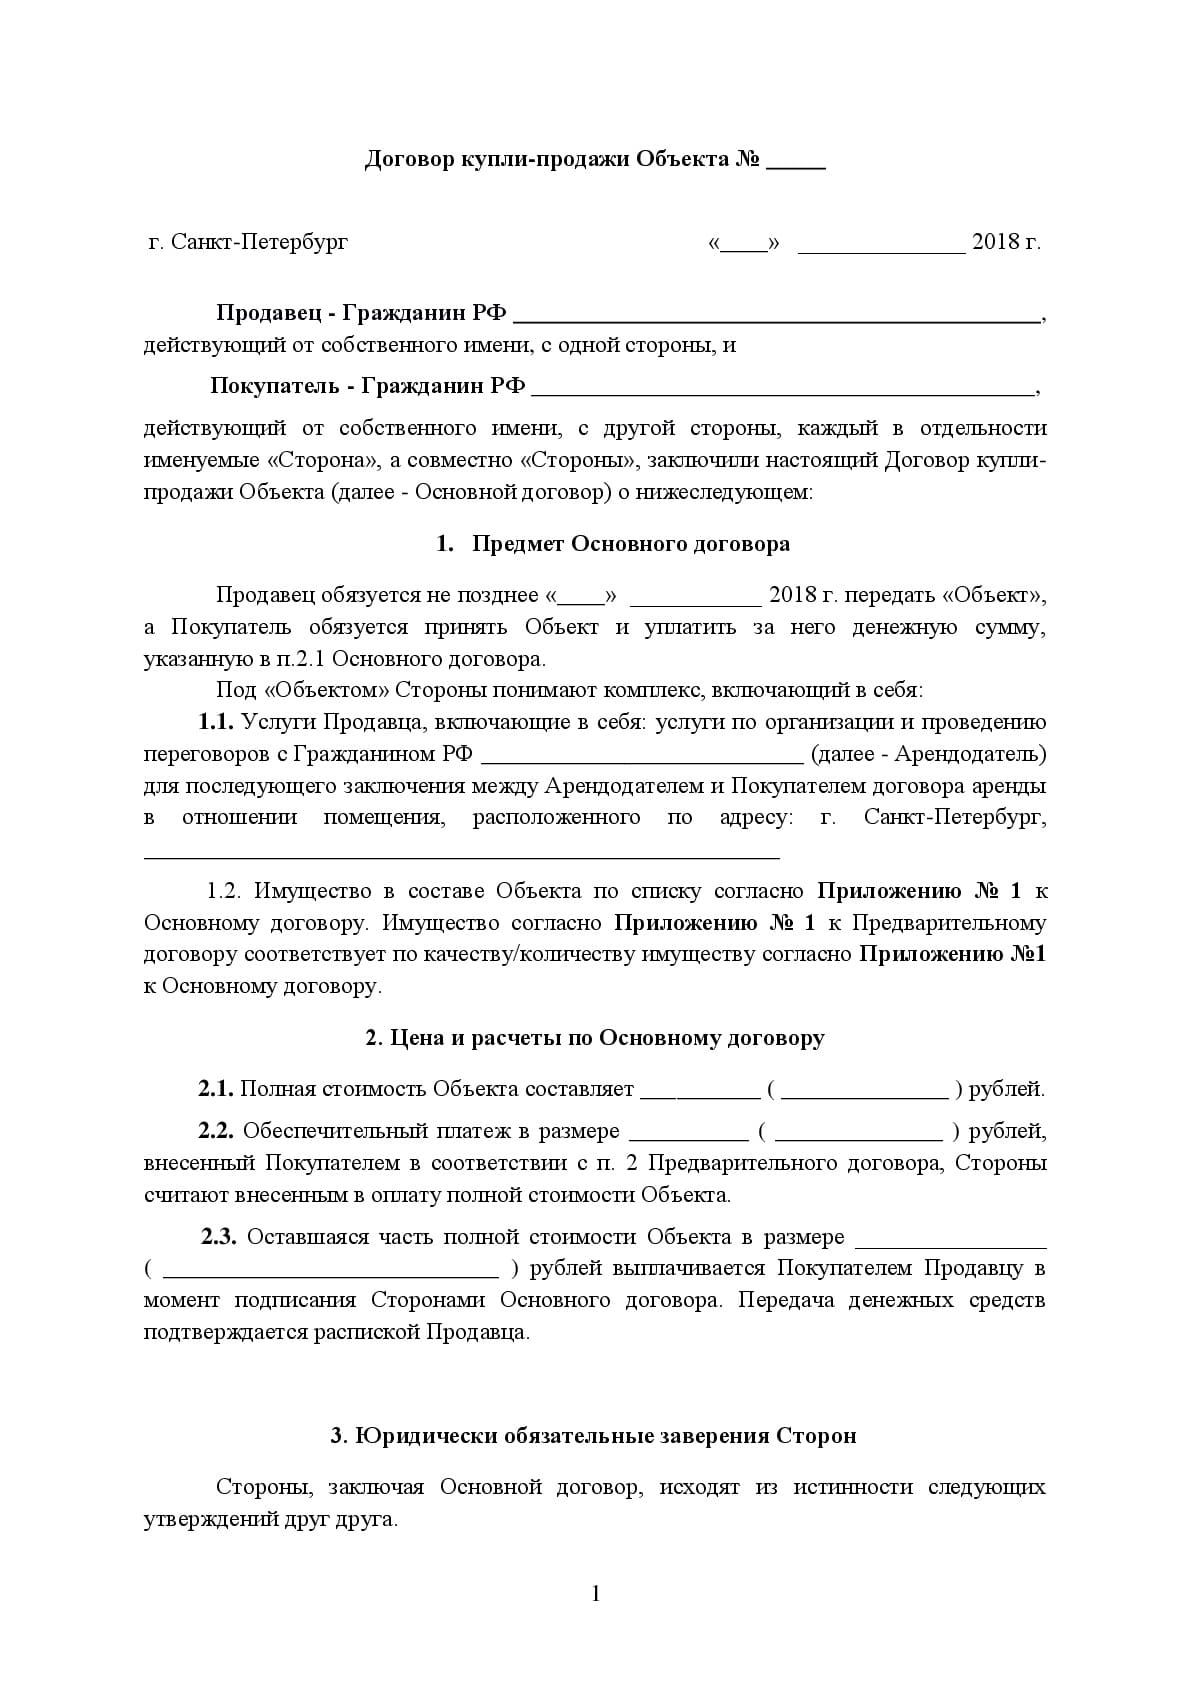 Договор купли-продажи Объекта № _____
г. Санкт-Петербург «____» ______________ 2018 г.
Продавец - Гражданин РФ ____________________________________________,
действующий от собственного имени, с одной стороны, и
Покупатель - Гражданин РФ __________________________________________,
действующий от собственного имени, с другой стороны, каждый в отдельности
именуемые «Сторона», а совместно «Стороны», заключили настоящий Договор купли-
продажи Объекта (далее - Основной договор) о нижеследующем:
1. Предмет Основного договора
Продавец обязуется не позднее «____» ___________ 2018 г. передать «Объект»,
а Покупатель обязуется принять Объект и уплатить за него денежную сумму,
указанную в п.2.1 Основного договора.
Под «Объектом» Стороны понимают комплекс, включающий в себя:
1.1. Услуги Продавца, включающие в себя: услуги по организации и проведению
переговоров с Гражданином РФ ___________________________ (далее - Арендодатель)
для последующего заключения между Арендодателем и Покупателем договора аренды
в отношении помещения, расположенного по адресу: г. Санкт-Петербург,
_____________________________________________________
1.2. Имущество в составе Объекта по списку согласно Приложению № 1 к
Основному договору. Имущество согласно Приложению № 1 к Предварительному
договору соответствует по качеству/количеству имуществу согласно Приложению №1
к Основному договору.
2. Цена и расчеты по Основному договору
2.1. Полная стоимость Объекта составляет __________ ( ______________ ) рублей.
2.2. Обеспечительный платеж в размере __________ ( ______________ ) рублей,
внесенный Покупателем в соответствии с п. 2 Предварительного договора, Стороны
считают внесенным в оплату полной стоимости Объекта.
2.3. Оставшаяся часть полной стоимости Объекта в размере ________________
( ____________________________ ) рублей выплачивается Покупателем Продавцу в
момент подписания Сторонами Основного договора. Передача денежных средств
подтверждается распиской Продавца.
3. Юридически обязательные заверения Сторон
Стороны, заключая Основной договор, исходят из истинности следующих
утверждений друг друга.
1